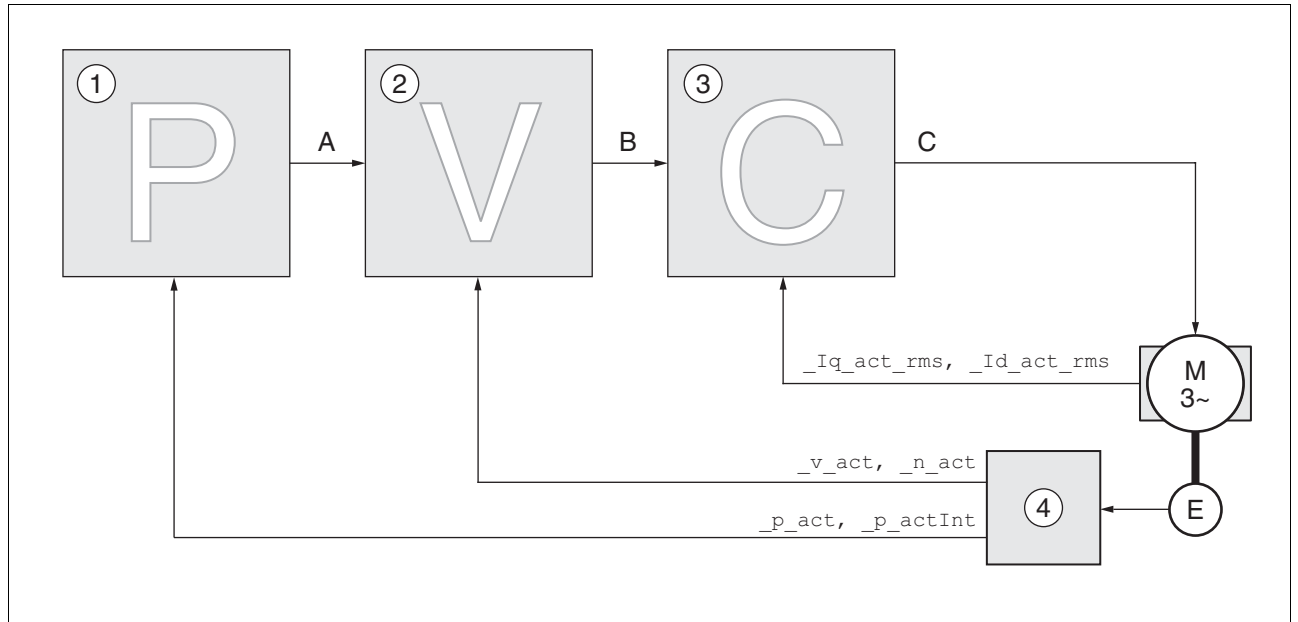 1
P
A
2
V
B
3
C
C
_Iq_act_rms, _Id_act_rms
M
3~
_v_act, _n_act
_p_act, _p_actInt
4
E